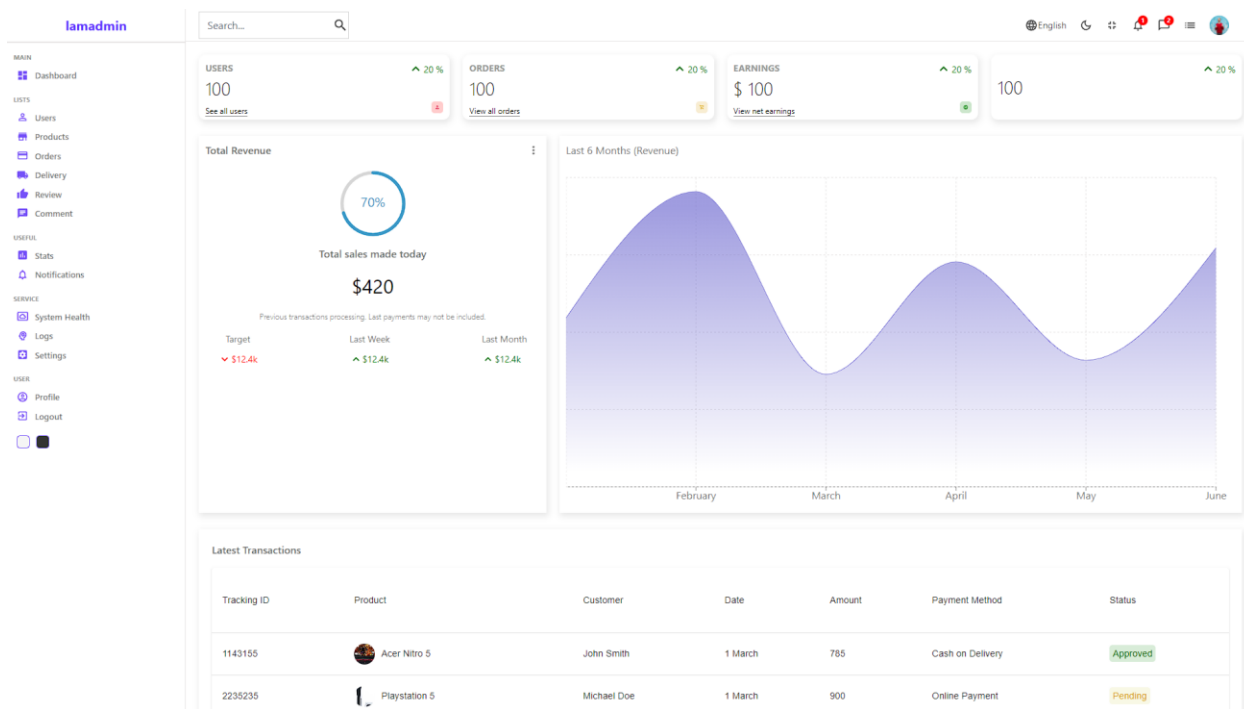 lamadmin
Search...
English
1
2
MAIN
Dashboard
LISTS
Users
Products
Orders
Delivery
Review
Comment
USEFUL
Stats
Notifications
SERVICE
System Health
Logs
Settings
USER
Profile
Logout
USERS
20 %
100
See all users
ORDERS
20 %
100
View all orders
EARNINGS
20 %
$ 100
View net earnings
20 %
100
Total Revenue
70%
Total sales made today
$420
Previous transactions processing. Last payments may not be included.
Target Last Week Last Month
$12.4k $12.4k $12.4k
Last 6 Months (Revenue)
February March April May June
Latest Transactions
Tracking ID Product Customer Date Amount Payment Method Status
1143155 Acer Nitro 5 John Smith 1 March 785 Cash on Delivery Approved
2235235 Playstation 5 Michael Doe 1 March 900 Online Payment Pending